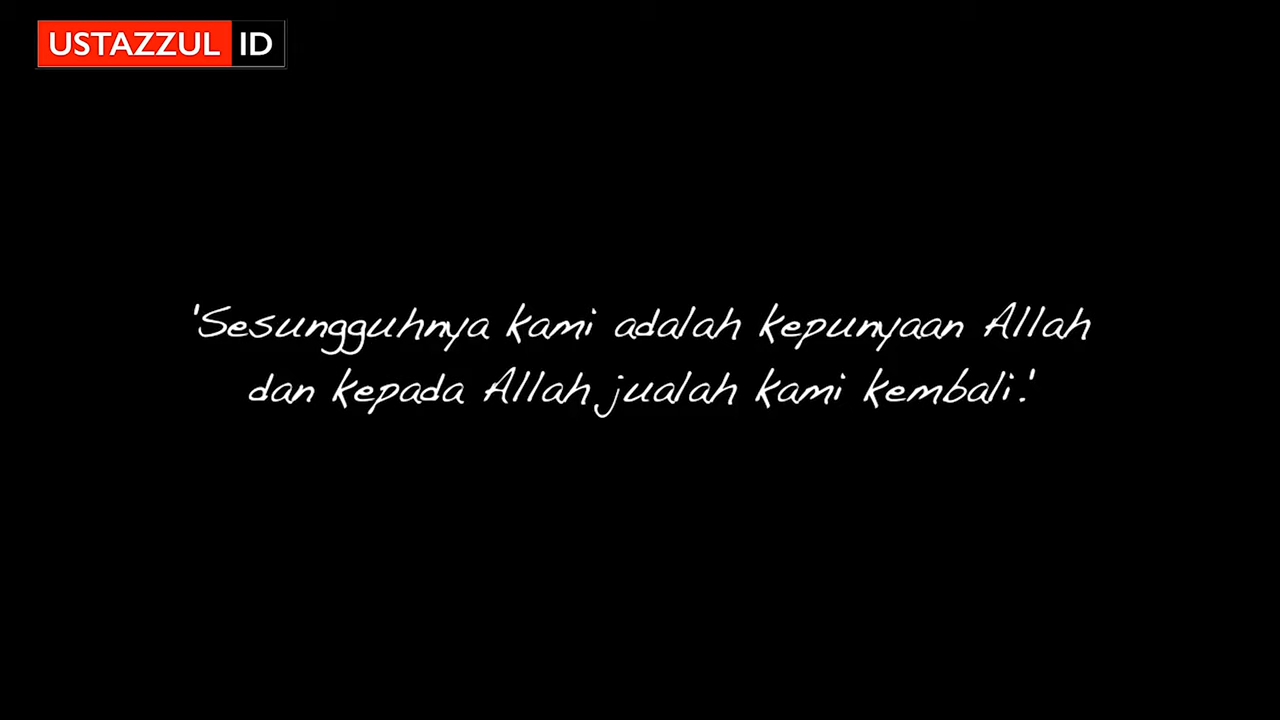 USTAZZUL ID
'Sesungguhnya kami adalah kepunyaan Allah
dan kepada Allah jualah kami kembali.'